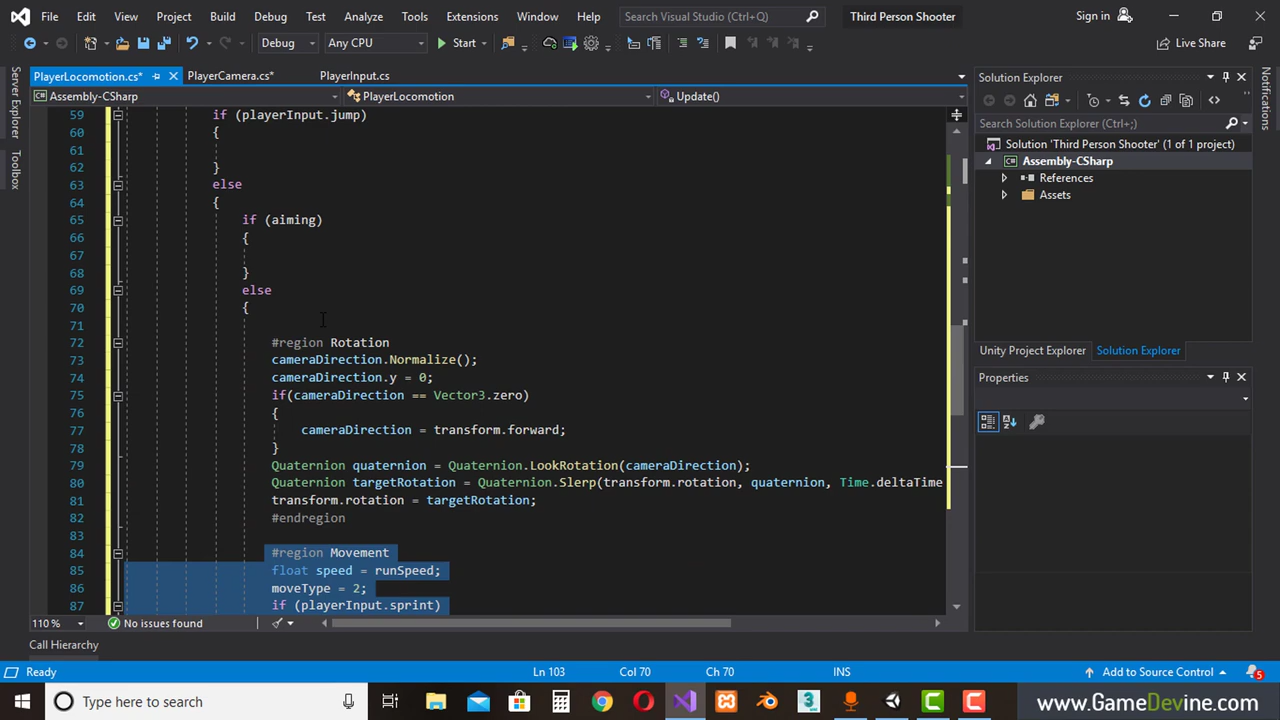 File Edit View Project Build Debug Test Analyze Tools Extensions Window Help Search Visual Studio (Ctrl+Q) Third Person Shooter Sign in
Debug Any CPU Start Live Share
PlayerLocomotion.cs* PlayerCamera.cs* PlayerInput.cs
Assembly-CSharp PlayerLocomotion Update()
Server Explorer
Toolbox
59 if (playerInput.jump)
60 {
61
62 }
63 else
64 {
65 if (aiming)
66 {
67
68 }
69 else
70 {
71
72 #region Rotation
73 cameraDirection.Normalize();
74 cameraDirection.y = 0;
75 if(cameraDirection == Vector3.zero)
76 {
77 cameraDirection = transform.forward;
78 }
79 Quaternion quaternion = Quaternion.LookRotation(cameraDirection);
80 Quaternion targetRotation = Quaternion.Slerp(transform.rotation, quaternion, Time.deltaTime
81 transform.rotation = targetRotation;
82 #endregion
83
84 #region Movement
85 float speed = runSpeed;
86 moveType = 2;
87 if (playerInput.sprint)
110 % No issues found
Call Hierarchy
Solution Explorer
Search Solution Explorer (Ctrl+;)
Solution 'Third Person Shooter' (1 of 1 project)
Assembly-CSharp
References
Assets
Unity Project Explorer Solution Explorer
Properties
Notifications
Ready Ln 103 Col 70 Ch 70 INS Add to Source Control 5
Type here to search
www.GameDevine.com